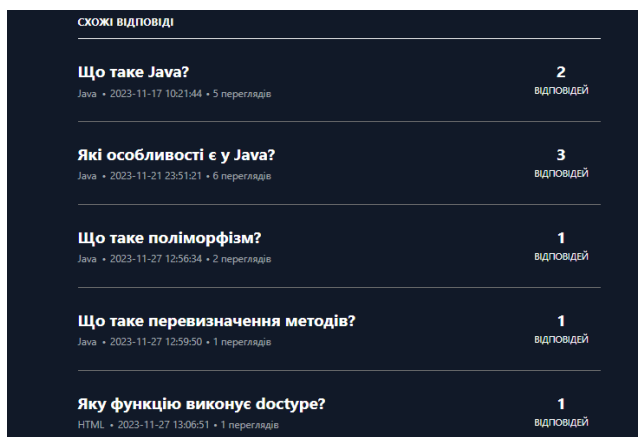 СХОЖІ ВІДПОВІДІ
Що таке Java?
2
Java • 2023-11-17 10:21:44 • 5 переглядів
ВІДПОВІДЕЙ
Які особливості є у Java?
3
Java • 2023-11-21 23:51:21 • 6 переглядів
ВІДПОВІДЕЙ
Що таке поліморфізм?
1
Java • 2023-11-27 12:56:34 • 2 переглядів
ВІДПОВІДЕЙ
Що таке перевизначення методів?
1
Java • 2023-11-27 12:59:50 • 1 переглядів
ВІДПОВІДЕЙ
Яку функцію виконує doctype?
1
HTML • 2023-11-27 13:06:51 • 1 переглядів
ВІДПОВІДЕЙ